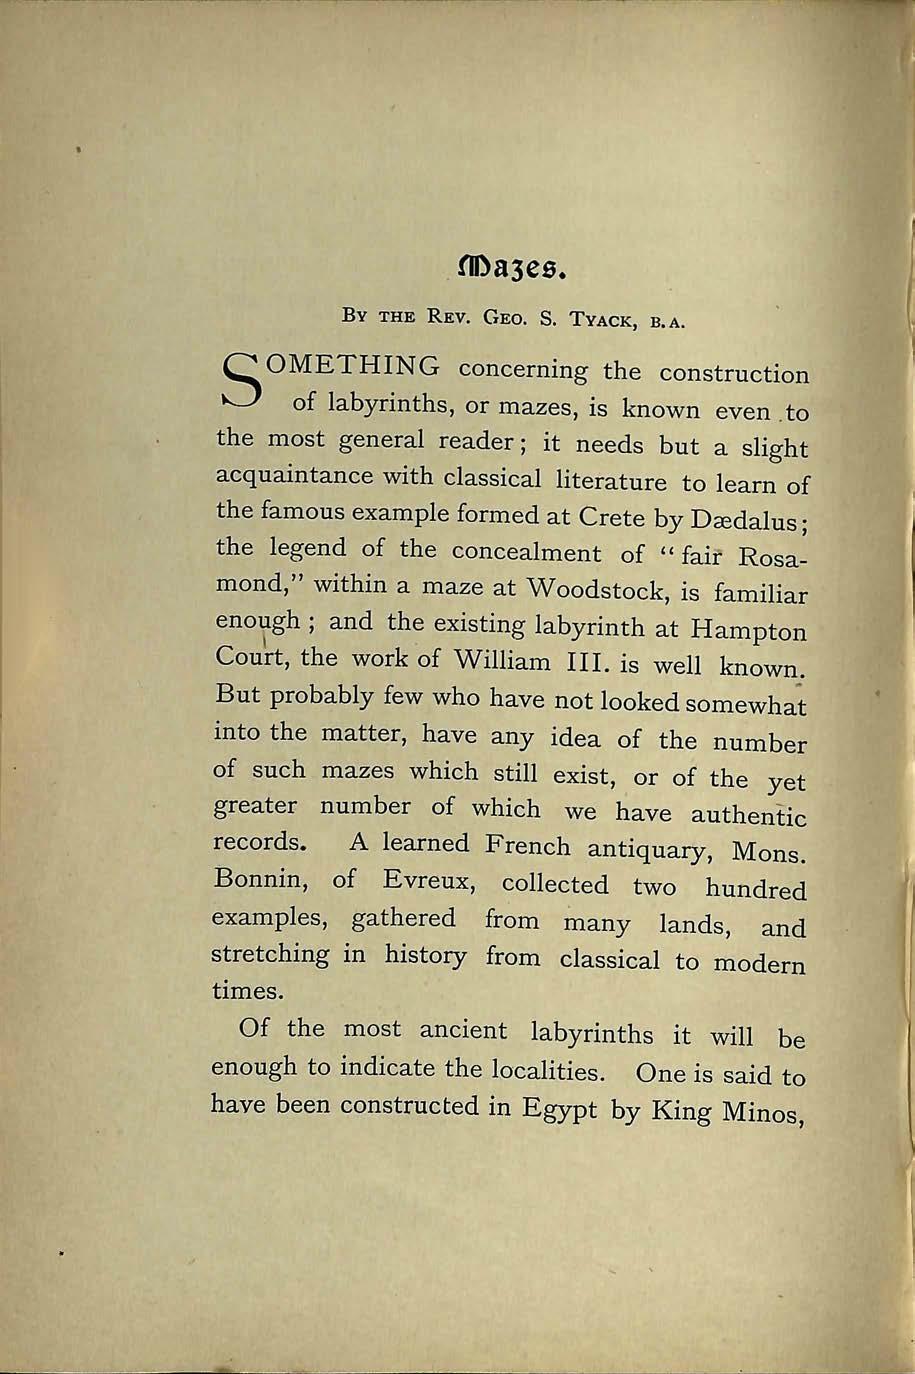 Mazes.
By the Rev. Geo. S. Tyack, B.A.
SOMETHING concerning the construction
of labyrinths, or mazes, is known even to
the most general reader; it needs but a slight
acquaintance with classical literature to learn of
the famous example formed at Crete by Dædalus;
the legend of the concealment of "fair Rosa-
mond," within a maze at Woodstock, is familiar
enough; and the existing labyrinth at Hampton
Court, the work of William III. is well known.
But probably few who have not looked somewhat
into the matter, have any idea of the number
of such mazes which still exist, or of the yet
greater number of which we have authentic
records. A learned French antiquary, Mons.
Bonnin, of Evreux, collected two hundred
examples, gathered from many lands, and
stretching in history from classical to modern
times.
Of the most ancient labyrinths it will be
enough to indicate the localities. One is said to
have been constructed in Egypt by King Minos,